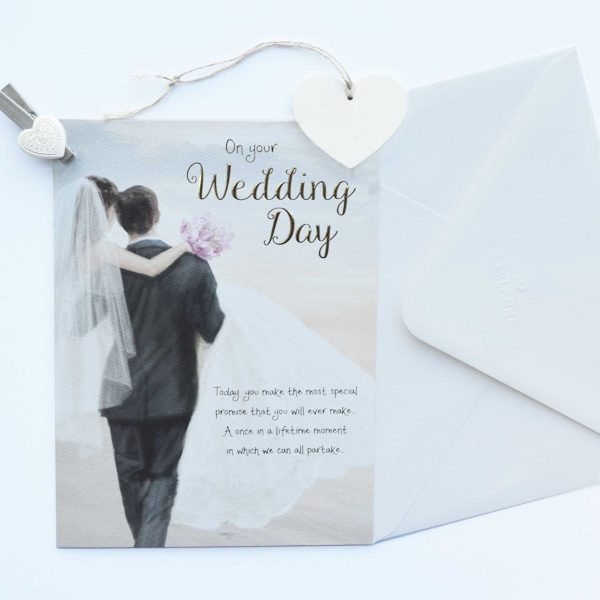 On your
Wedding
Day
Today you make the most special
promise that you will ever make.
A once in a lifetime moment
in which we can all partake.